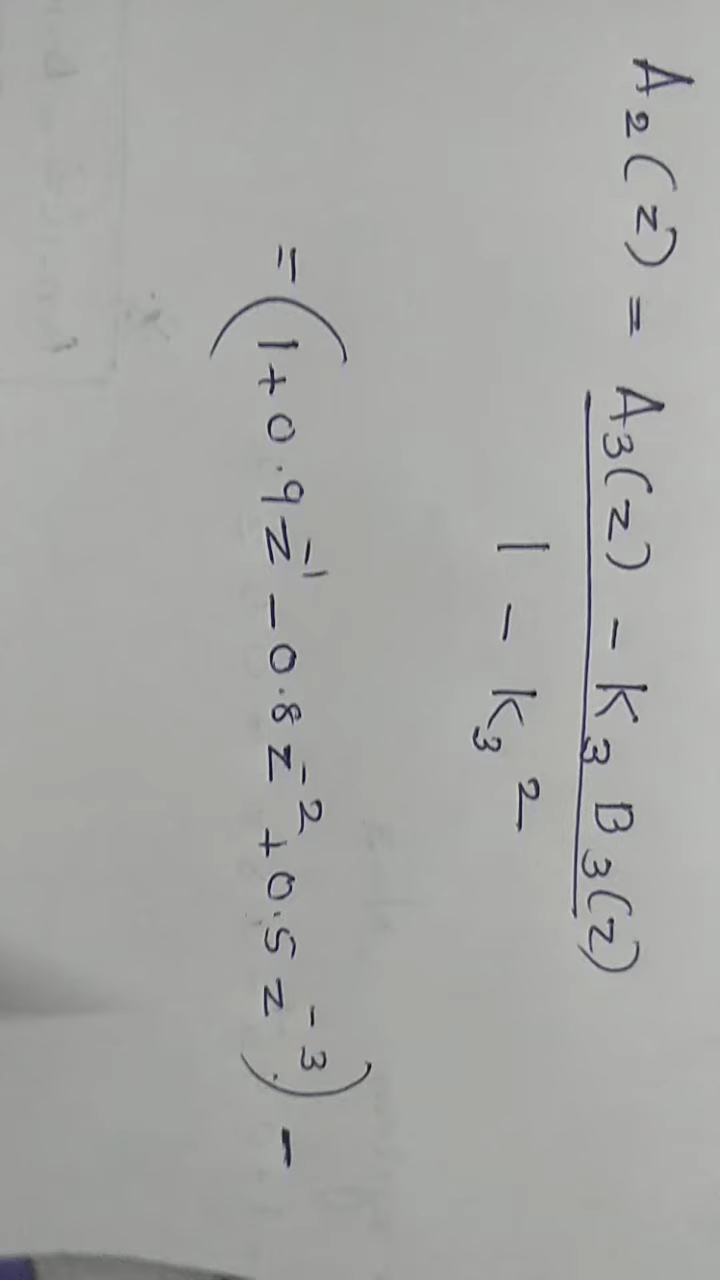 A₂(z) = A₃(z) - K₃ B₃(z)
1 - K₃²
= (1 + 0.9z⁻¹ - 0.8z⁻² + 0.5z⁻³) -